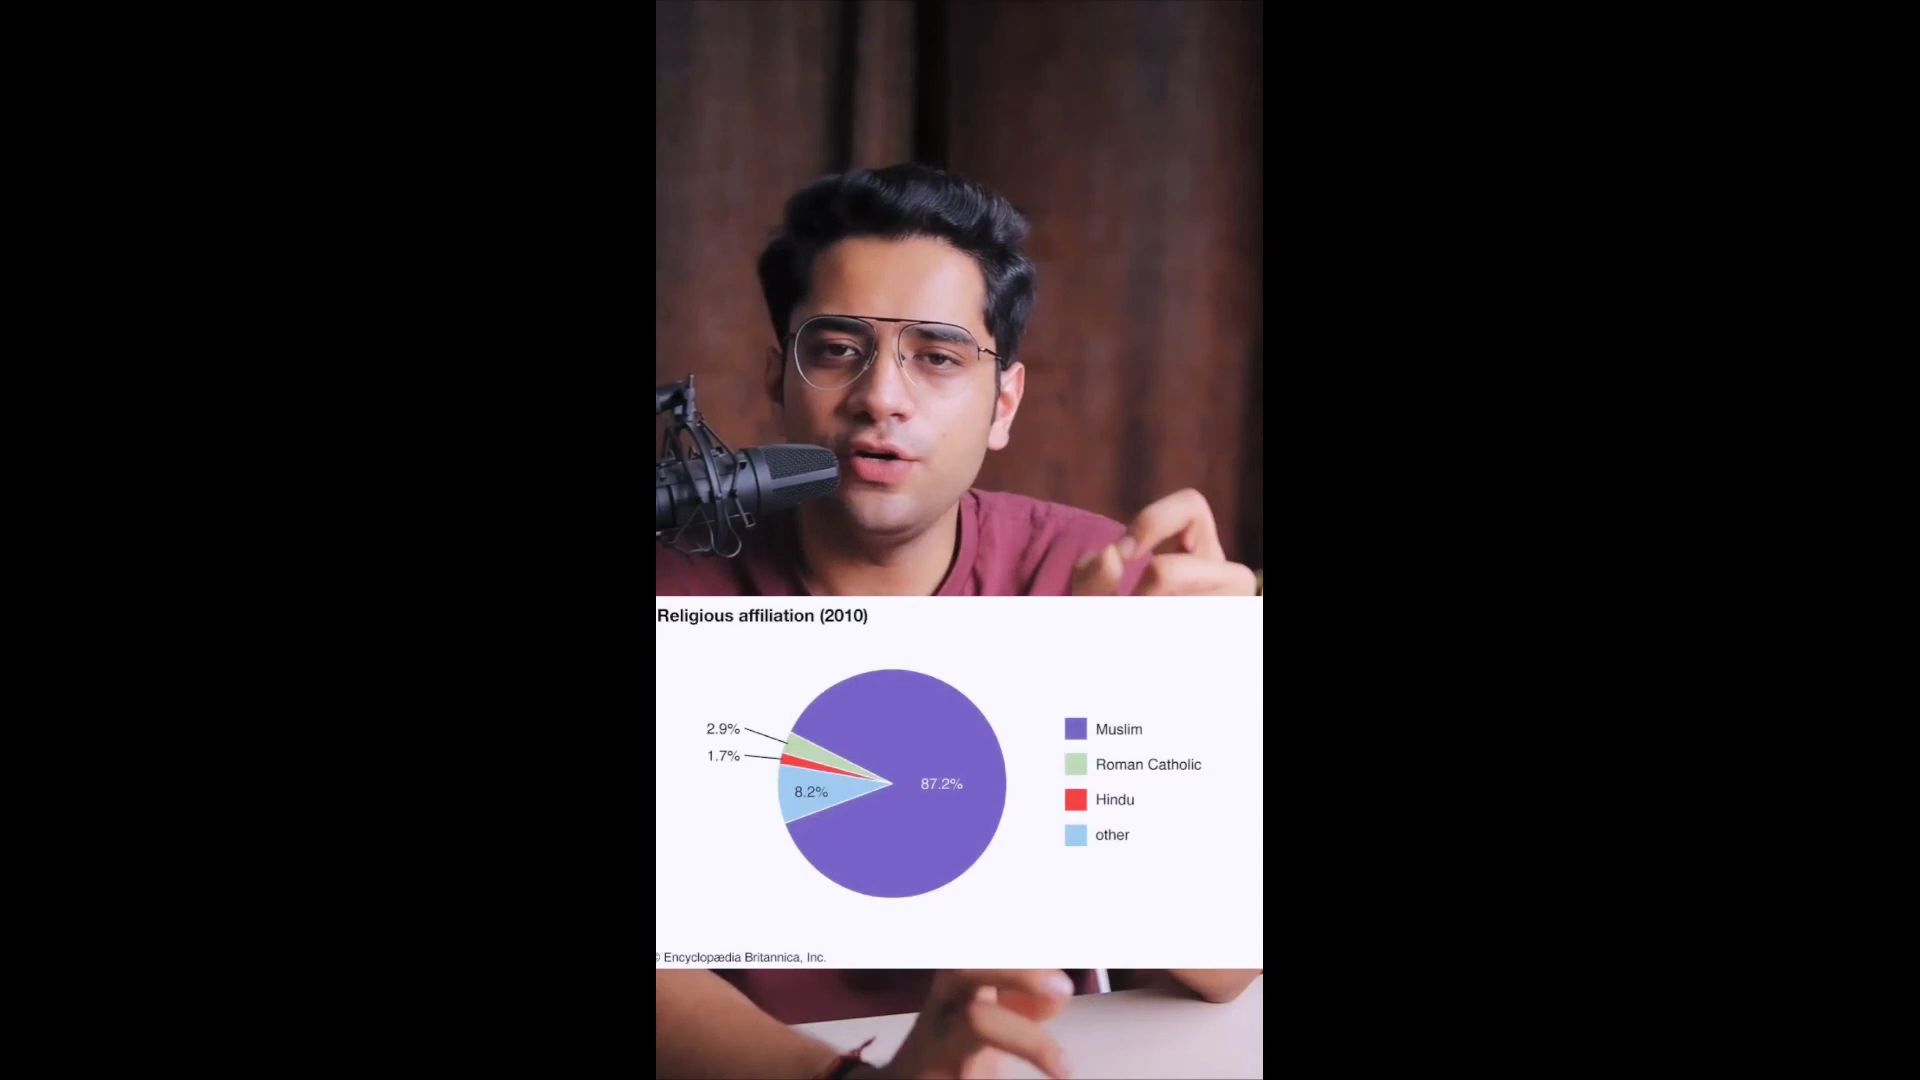 Religious affiliation (2010)
2.9%
1.7%
8.2%
87.2%
Muslim
Roman Catholic
Hindu
other
© Encyclopædia Britannica, Inc.